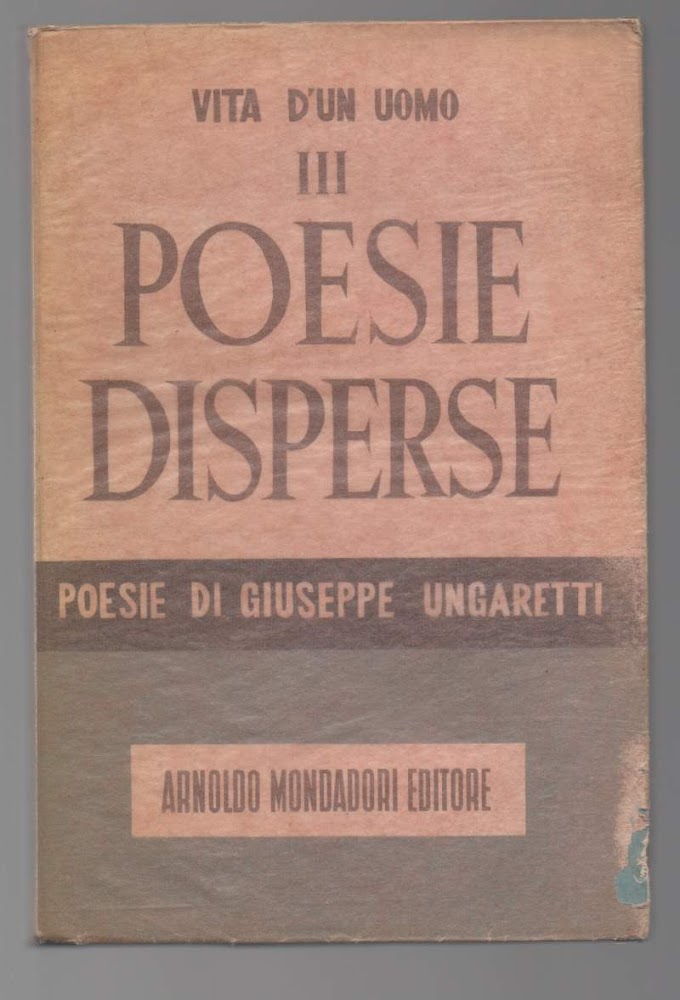 VITA D'UN UOMO
III
POESIE
DISPERSE
POESIE DI GIUSEPPE UNGARETTI
ARNOLDO MONDADORI EDITORE